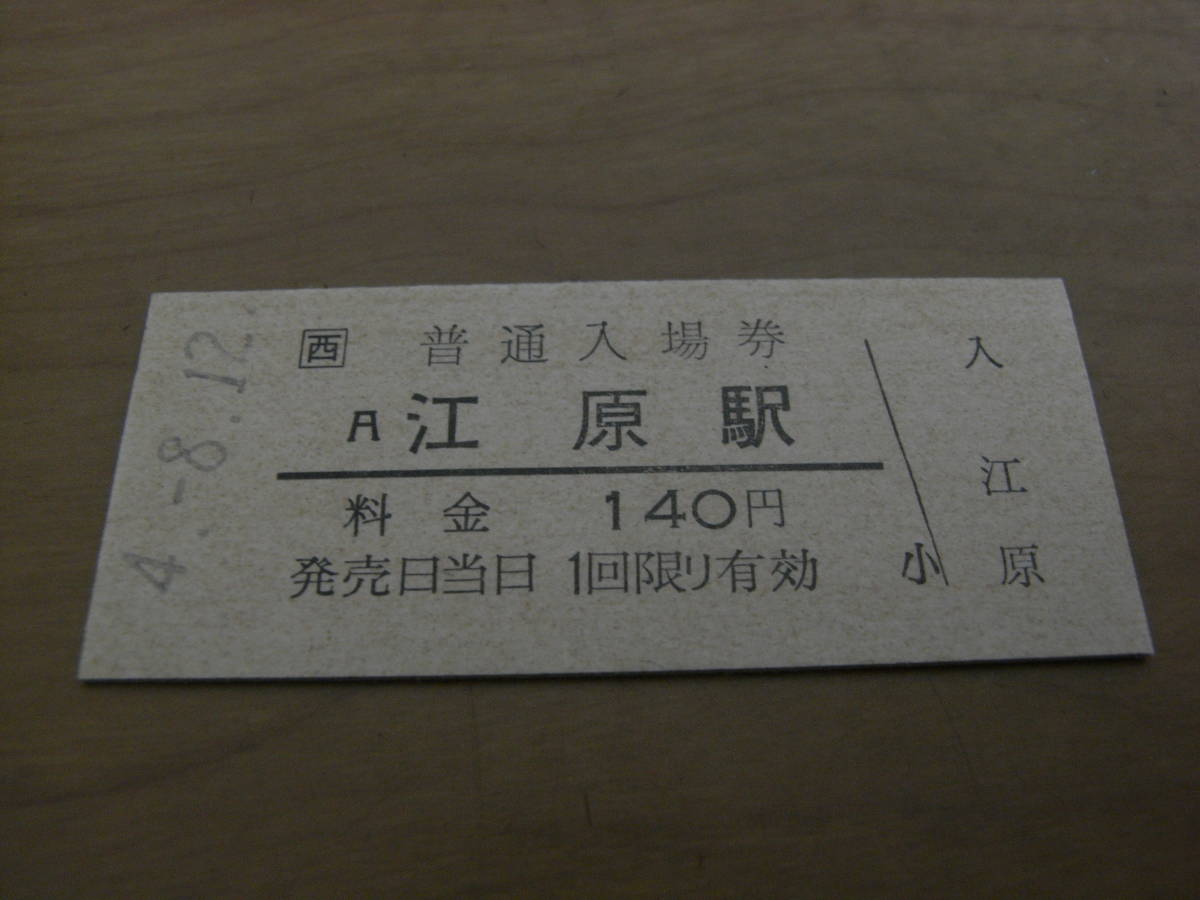 4.-8.12
西 普通入場券
A 江原駅
料金 140円
発売日当日 1回限り有効
入
江
小 原